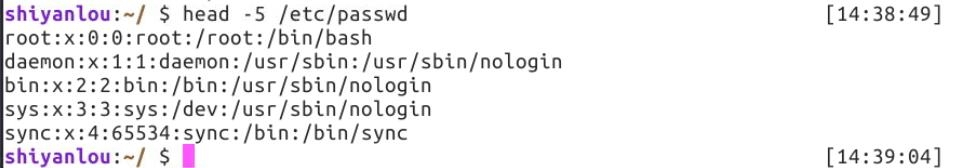 shiyanlou:~/ $ head -5 /etc/passwd [14:38:49]
root:x:0:0:root:/root:/bin/bash
daemon:x:1:1:daemon:/usr/sbin:/usr/sbin/nologin
bin:x:2:2:bin:/bin:/usr/sbin/nologin
sys:x:3:3:sys:/dev:/usr/sbin/nologin
sync:x:4:65534:sync:/bin:/bin/sync
shiyanlou:~/ $ [14:39:04]